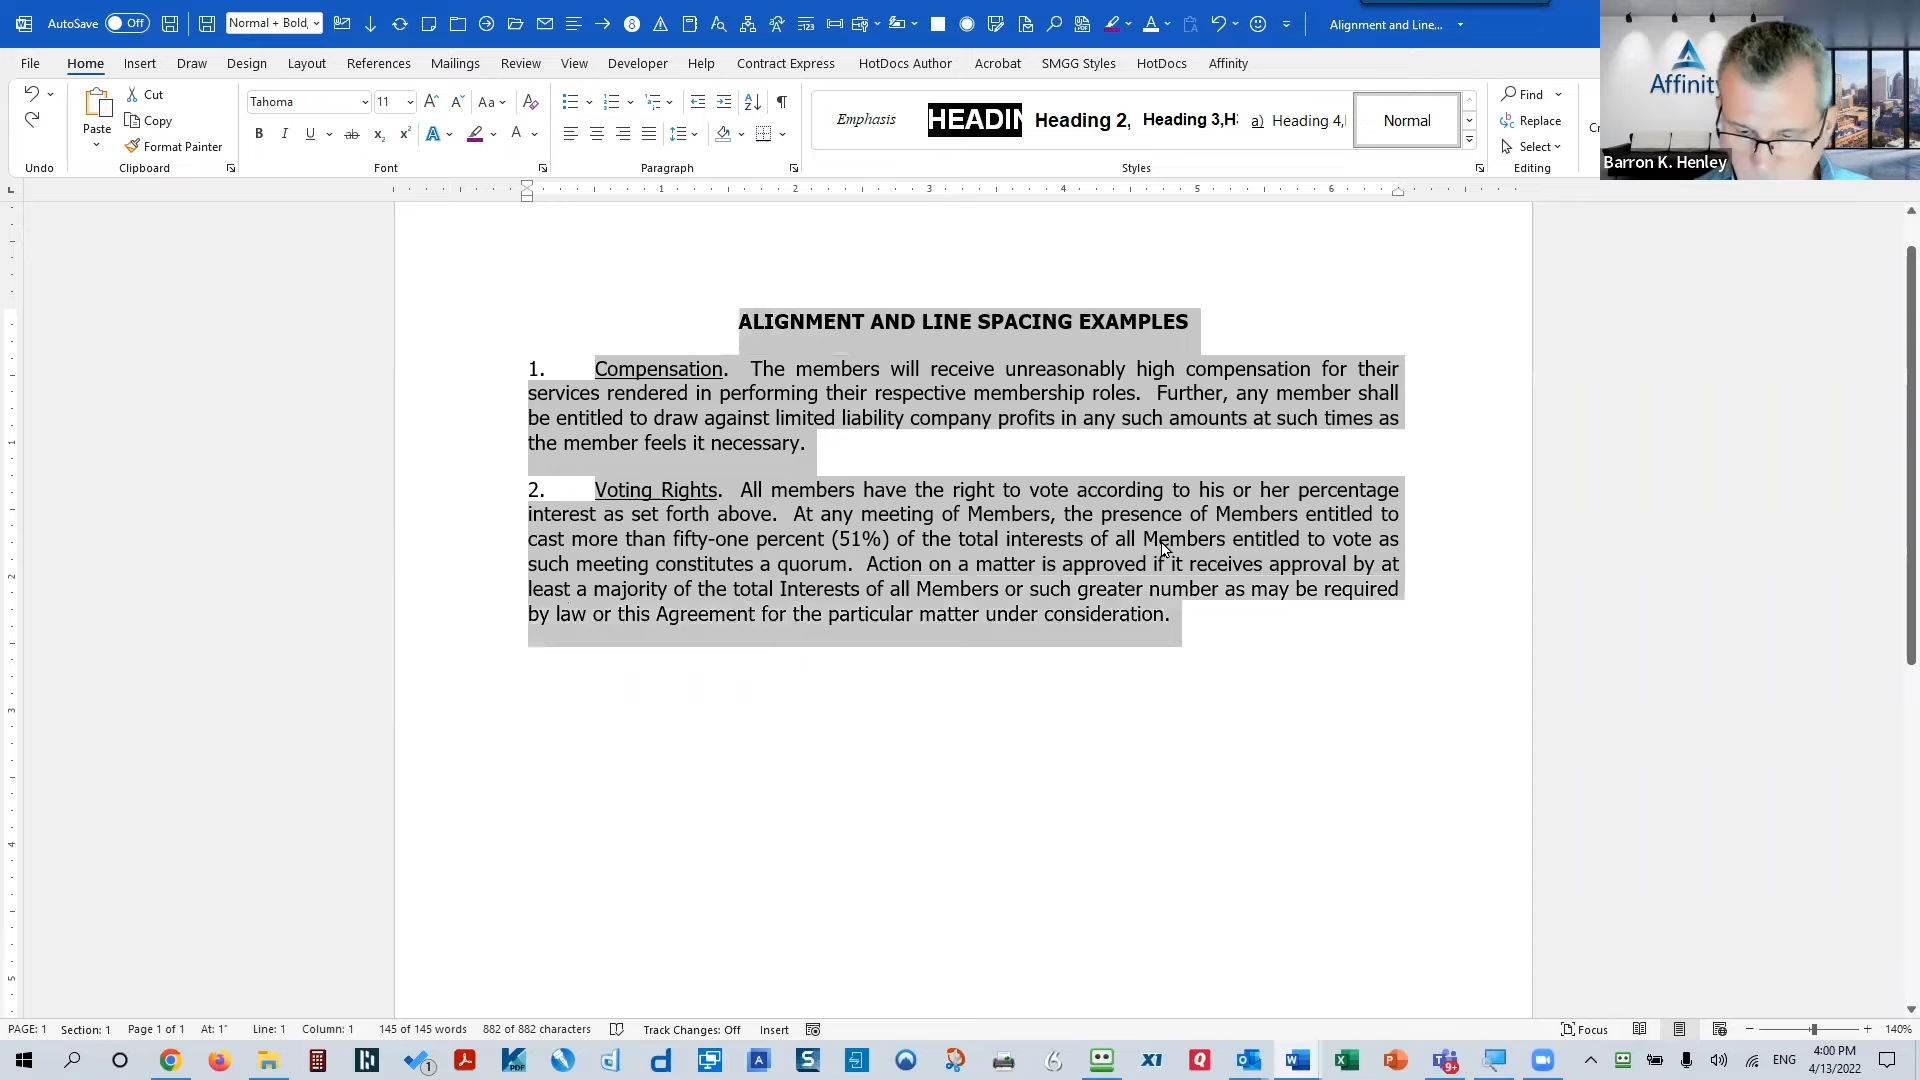 AutoSave Off Normal + Bold, 8 Alignment and Line...
Affinity
Barron K. Henley
File Home Insert Draw Design Layout References Mailings Review View Developer Help Contract Express HotDocs Author Acrobat SMGG Styles HotDocs Affinity
Undo
Paste
Cut
Copy
Format Painter
Clipboard
Tahoma 11 Aa
B I U ab x₂ x² A A
Font
Paragraph
Emphasis HEADIN Heading 2, Heading 3,H: a) Heading 4,I Normal
Styles
Find
Replace
Select
Editing
1 2 3 4 5 6
ALIGNMENT AND LINE SPACING EXAMPLES
1. Compensation. The members will receive unreasonably high compensation for their
services rendered in performing their respective membership roles. Further, any member shall
be entitled to draw against limited liability company profits in any such amounts at such times as
the member feels it necessary.
2. Voting Rights. All members have the right to vote according to his or her percentage
interest as set forth above. At any meeting of Members, the presence of Members entitled to
cast more than fifty-one percent (51%) of the total interests of all Members entitled to vote as
such meeting constitutes a quorum. Action on a matter is approved if it receives approval by at
least a majority of the total Interests of all Members or such greater number as may be required
by law or this Agreement for the particular matter under consideration.
PAGE: 1 Section: 1 Page 1 of 1 At: 1" Line: 1 Column: 1 145 of 145 words 882 of 882 characters Track Changes: Off Insert Focus 140%
ENG 4:00 PM
4/13/2022